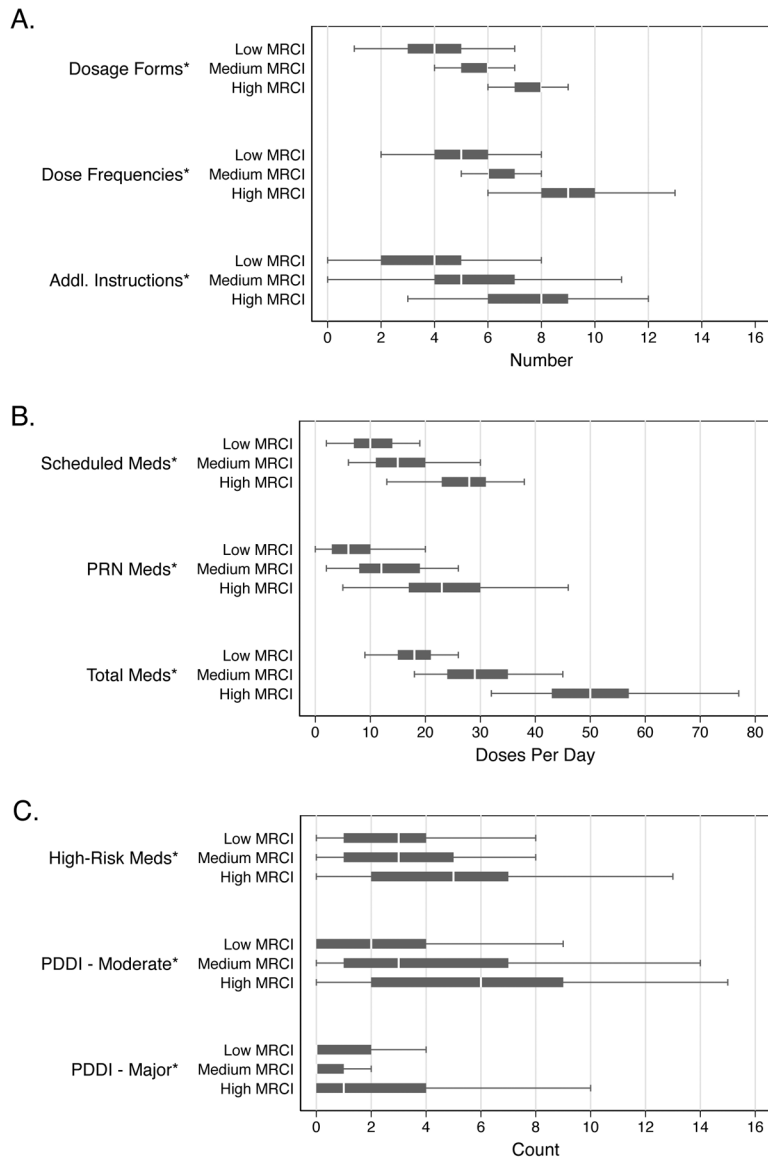 A.
Dosage Forms*
Low MRCI
Medium MRCI
High MRCI
Dose Frequencies*
Low MRCI
Medium MRCI
High MRCI
Addl. Instructions*
Low MRCI
Medium MRCI
High MRCI
0 2 4 6 8 10 12 14 16
Number
B.
Scheduled Meds*
Low MRCI
Medium MRCI
High MRCI
PRN Meds*
Low MRCI
Medium MRCI
High MRCI
Total Meds*
Low MRCI
Medium MRCI
High MRCI
0 10 20 30 40 50 60 70 80
Doses Per Day
C.
High-Risk Meds*
Low MRCI
Medium MRCI
High MRCI
PDDI - Moderate*
Low MRCI
Medium MRCI
High MRCI
PDDI - Major*
Low MRCI
Medium MRCI
High MRCI
0 2 4 6 8 10 12 14 16
Count